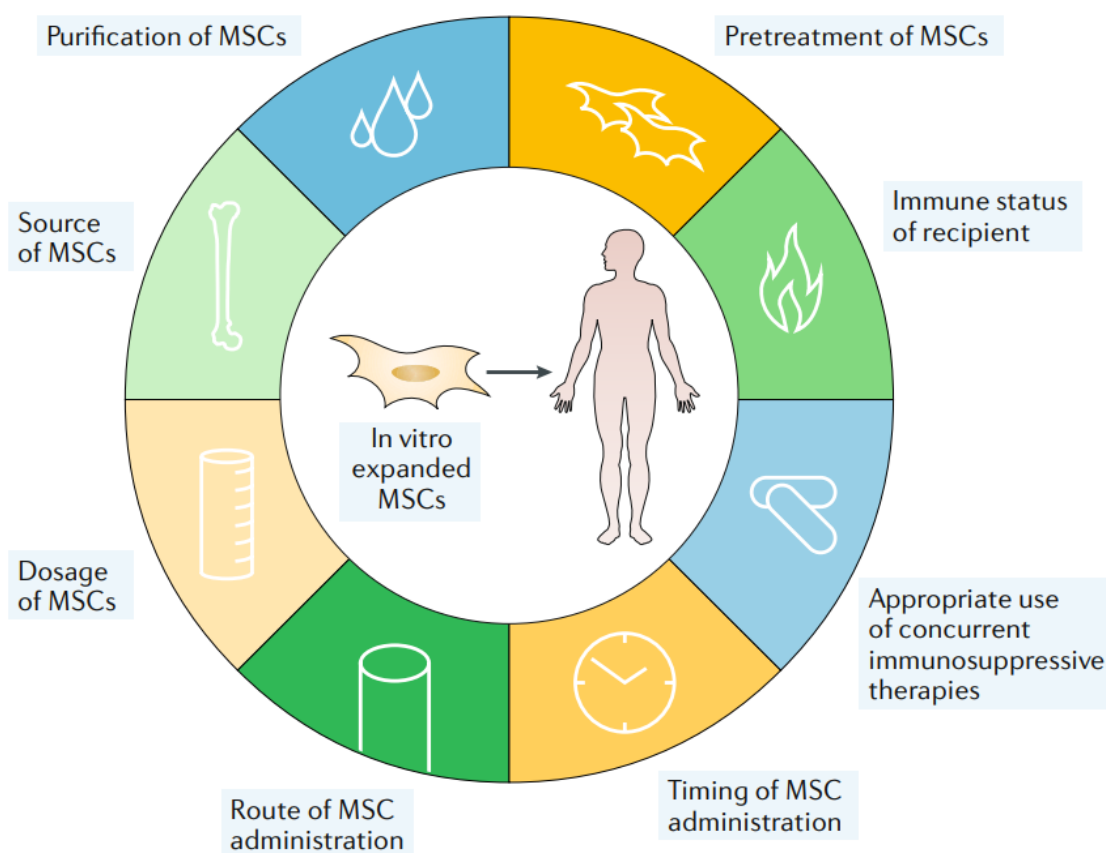 Purification of MSCs
Pretreatment of MSCs
Immune status
of recipient
Appropriate use
of concurrent
immunosuppressive
therapies
Timing of MSC
administration
Route of MSC
administration
Dosage
of MSCs
Source
of MSCs
In vitro
expanded
MSCs